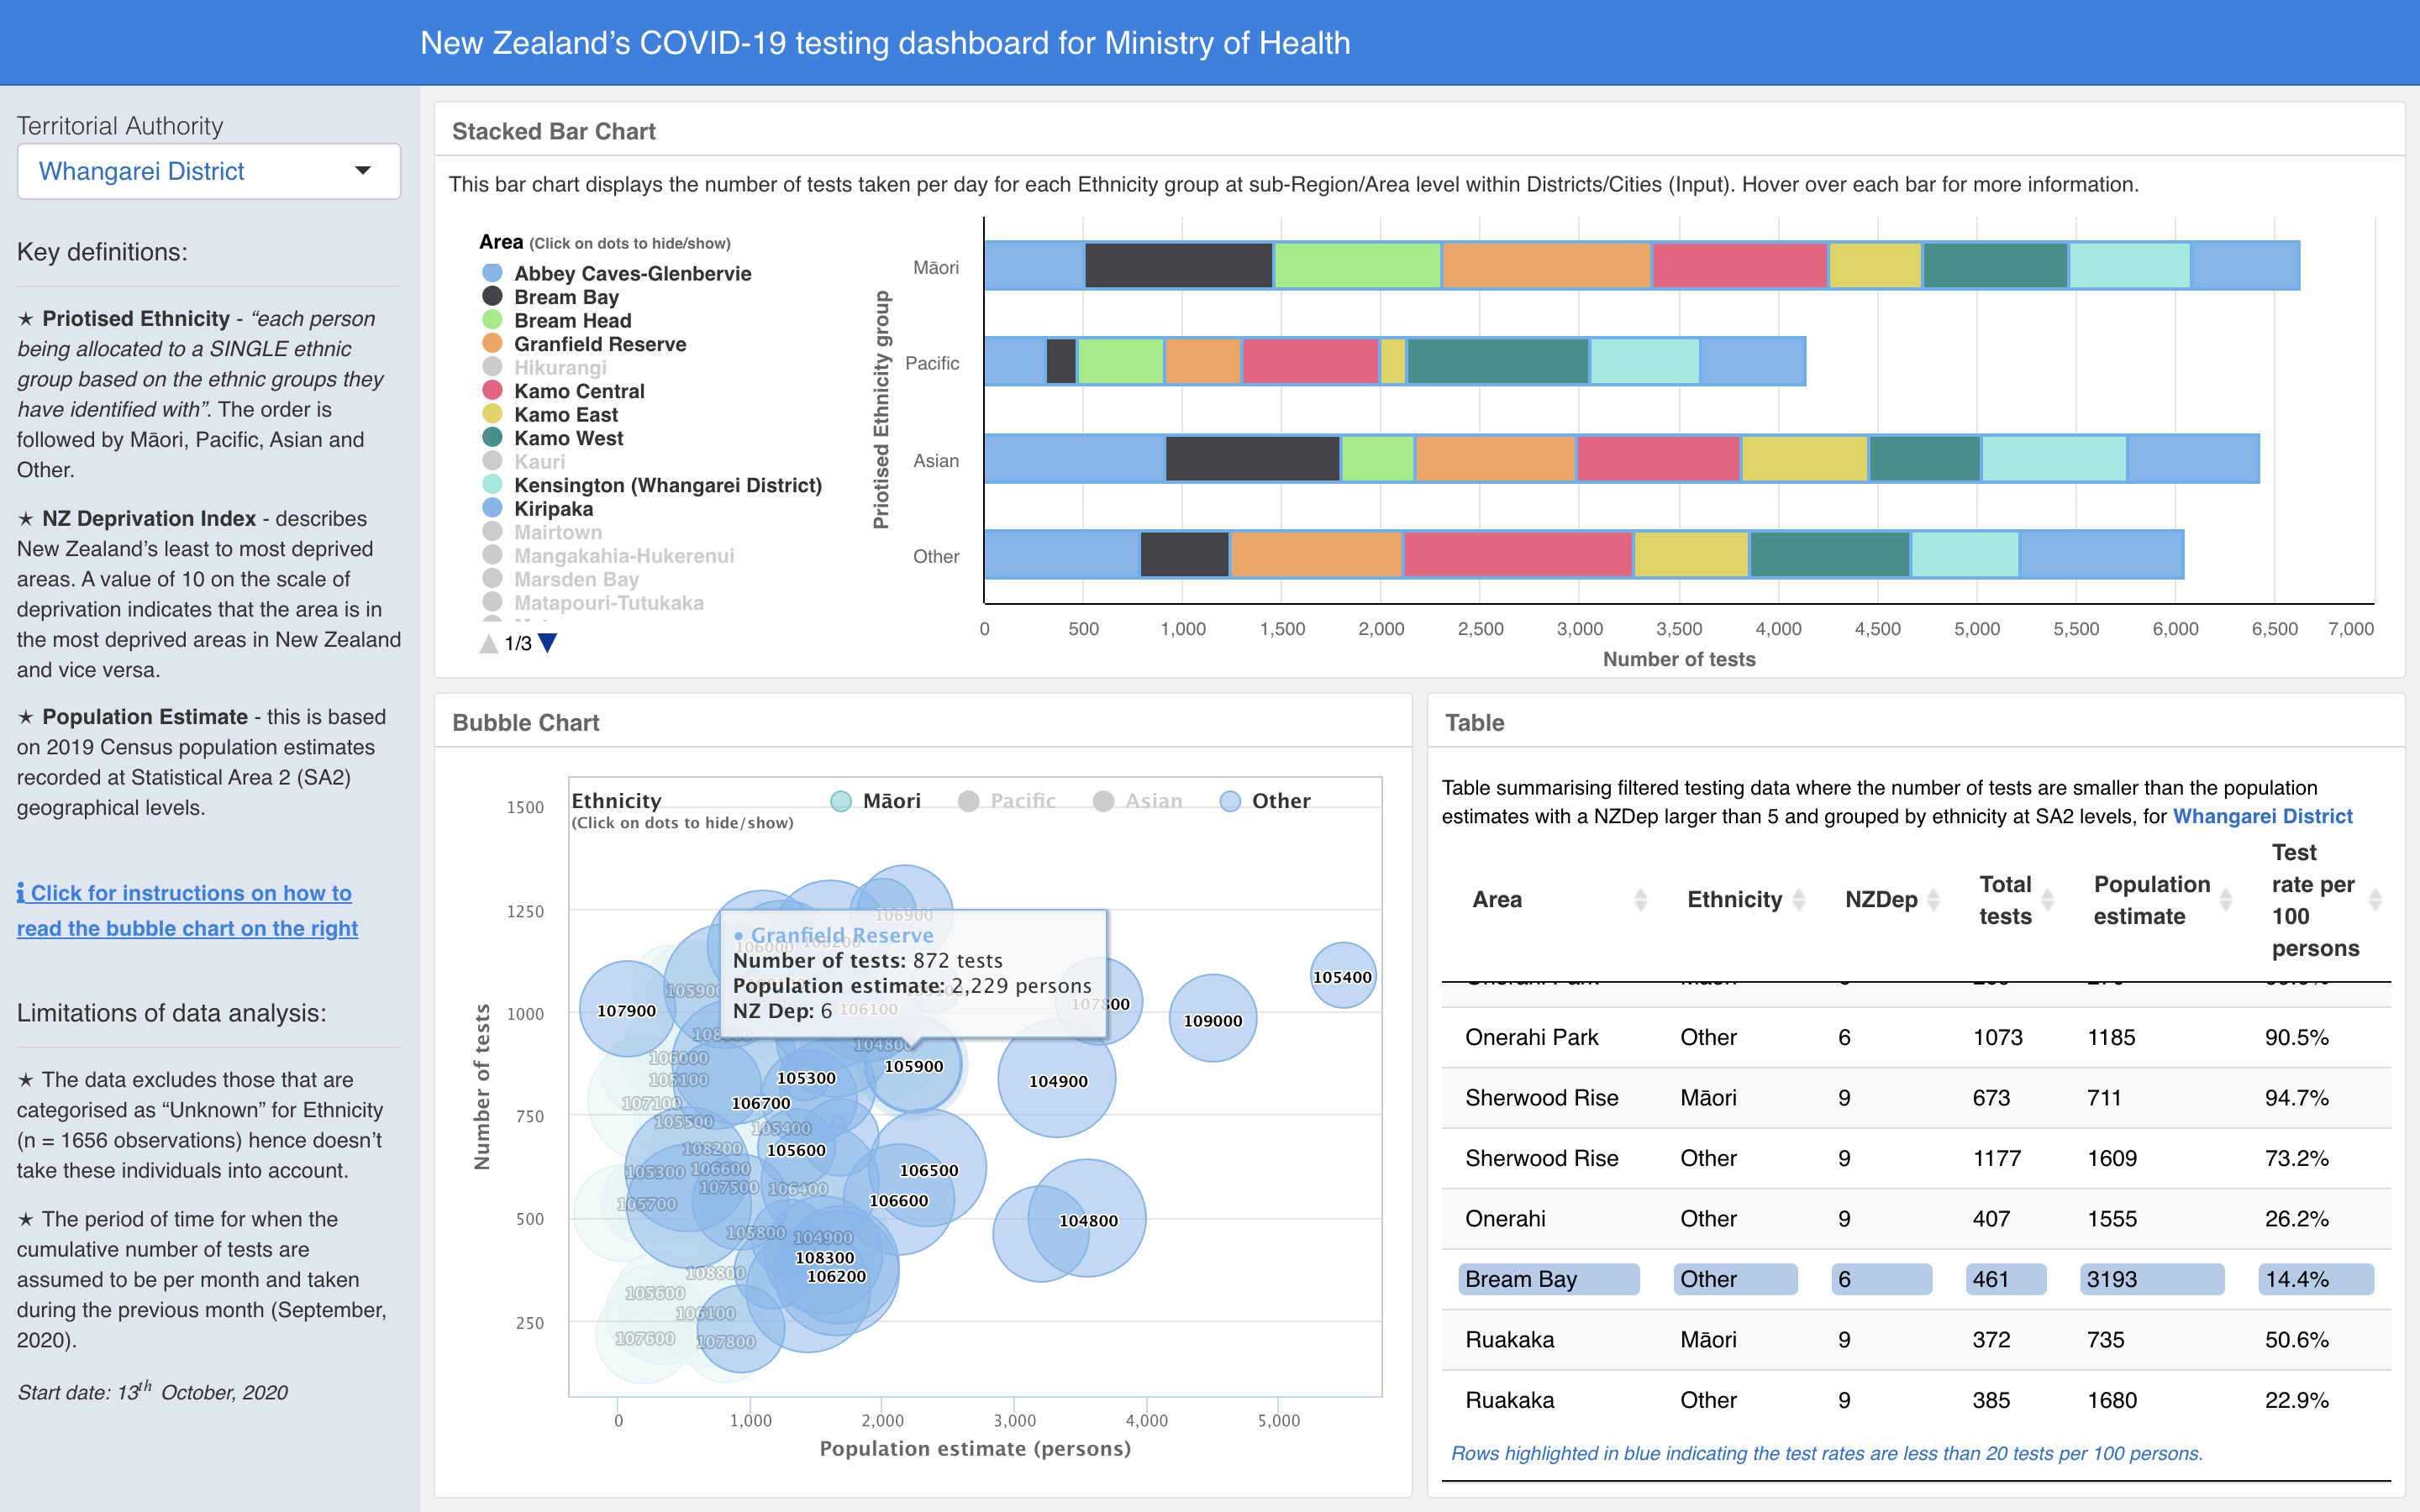 New Zealand’s COVID-19 testing dashboard for Ministry of Health
Territorial Authority
Whangarei District
Key definitions:
★ Priotised Ethnicity - “each person
being allocated to a SINGLE ethnic
group based on the ethnic groups they
have identified with”. The order is
followed by Māori, Pacific, Asian and
Other.
★ NZ Deprivation Index - describes
New Zealand’s least to most deprived
areas. A value of 10 on the scale of
deprivation indicates that the area is in
the most deprived areas in New Zealand
and vice versa.
★ Population Estimate - this is based
on 2019 Census population estimates
recorded at Statistical Area 2 (SA2)
geographical levels.
Click for instructions on how to
read the bubble chart on the right
Limitations of data analysis:
★ The data excludes those that are
categorised as “Unknown” for Ethnicity
(n = 1656 observations) hence doesn’t
take these individuals into account.
★ The period of time for when the
cumulative number of tests are
assumed to be per month and taken
during the previous month (September,
2020).
Start date: 13th October, 2020
Stacked Bar Chart
This bar chart displays the number of tests taken per day for each Ethnicity group at sub-Region/Area level within Districts/Cities (Input). Hover over each bar for more information.
Area (Click on dots to hide/show)
Abbey Caves-Glenbervie
Bream Bay
Bream Head
Granfield Reserve
Hikurangi
Kamo Central
Kamo East
Kamo West
Kauri
Kensington (Whangarei District)
Kiripaka
Mairtown
Mangakahia-Hukerenui
Marsden Bay
Matapouri-Tutukaka
1/3
Priotised Ethnicity group
Māori
Pacific
Asian
Other
0 500 1,000 1,500 2,000 2,500 3,000 3,500 4,000 4,500 5,000 5,500 6,000 6,500 7,000
Number of tests
Bubble Chart
Ethnicity Māori Pacific Asian Other
(Click on dots to hide/show)
Number of tests
1500
1250
1000
750
500
250
106900
106000 108200
Granfield Reserve
Number of tests: 872 tests
Population estimate: 2,229 persons
NZ Dep: 6
105900
106100
107800
105400
107900
109000
104800
106000
105900
105100
105300
104900
107100
106700
105500
105400
108200
105600
105300
106600
106500
107500
106400
106600
105700
104800
105800
104900
108300
108800
106200
105600
106100
107600
107800
0 1,000 2,000 3,000 4,000 5,000
Population estimate (persons)
Table
Table summarising filtered testing data where the number of tests are smaller than the population
estimates with a NZDep larger than 5 and grouped by ethnicity at SA2 levels, for Whangarei District
Area Ethnicity NZDep Total tests Population estimate Test rate per 100 persons
Onerahi Park Other 6 1073 1185 90.5%
Sherwood Rise Māori 9 673 711 94.7%
Sherwood Rise Other 9 1177 1609 73.2%
Onerahi Other 9 407 1555 26.2%
Bream Bay Other 6 461 3193 14.4%
Ruakaka Māori 9 372 735 50.6%
Ruakaka Other 9 385 1680 22.9%
Rows highlighted in blue indicating the test rates are less than 20 tests per 100 persons.